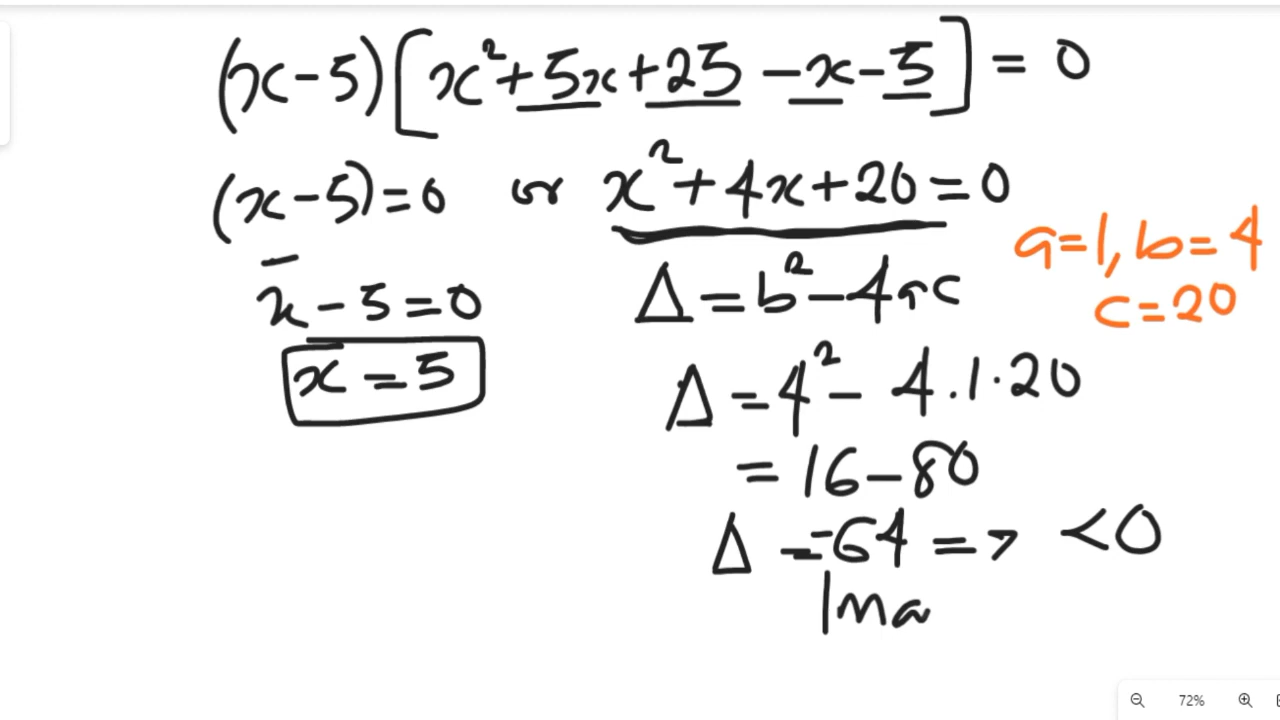 (x-5)[x²+5x+25-x-5]=0
(x-5)=0 or x²+4x+20=0
a=1, b=4
c=20
x-5=0
x=5
Δ=b²-4ac
Δ=4²-4.1·20
=16-80
Δ=-64=> <0
Ima
72%